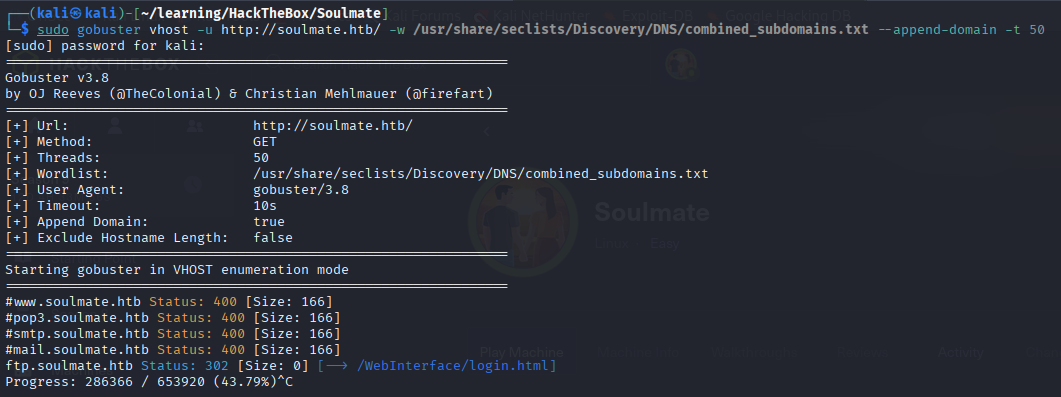 ┌──(kali㉿kali)-[~/learning/HackTheBox/Soulmate]
└─$ sudo gobuster vhost -u http://soulmate.htb/ -w /usr/share/seclists/Discovery/DNS/combined_subdomains.txt --append-domain -t 50
[sudo] password for kali:
===============================================================
Gobuster v3.8
by OJ Reeves (@TheColonial) & Christian Mehlmauer (@firefart)
===============================================================
[+] Url:                       http://soulmate.htb/
[+] Method:                    GET
[+] Threads:                   50
[+] Wordlist:                  /usr/share/seclists/Discovery/DNS/combined_subdomains.txt
[+] User Agent:                gobuster/3.8
[+] Timeout:                   10s
[+] Append Domain:             true
[+] Exclude Hostname Length:   false
===============================================================
Starting gobuster in VHOST enumeration mode
===============================================================
#www.soulmate.htb Status: 400 [Size: 166]
#pop3.soulmate.htb Status: 400 [Size: 166]
#smtp.soulmate.htb Status: 400 [Size: 166]
#mail.soulmate.htb Status: 400 [Size: 166]
ftp.soulmate.htb Status: 302 [Size: 0] [--> /WebInterface/login.html]
Progress: 286366 / 653920 (43.79%)^C
HACKTHEBOX
Soulmate
Linux
Easy
Play Machine
Activity